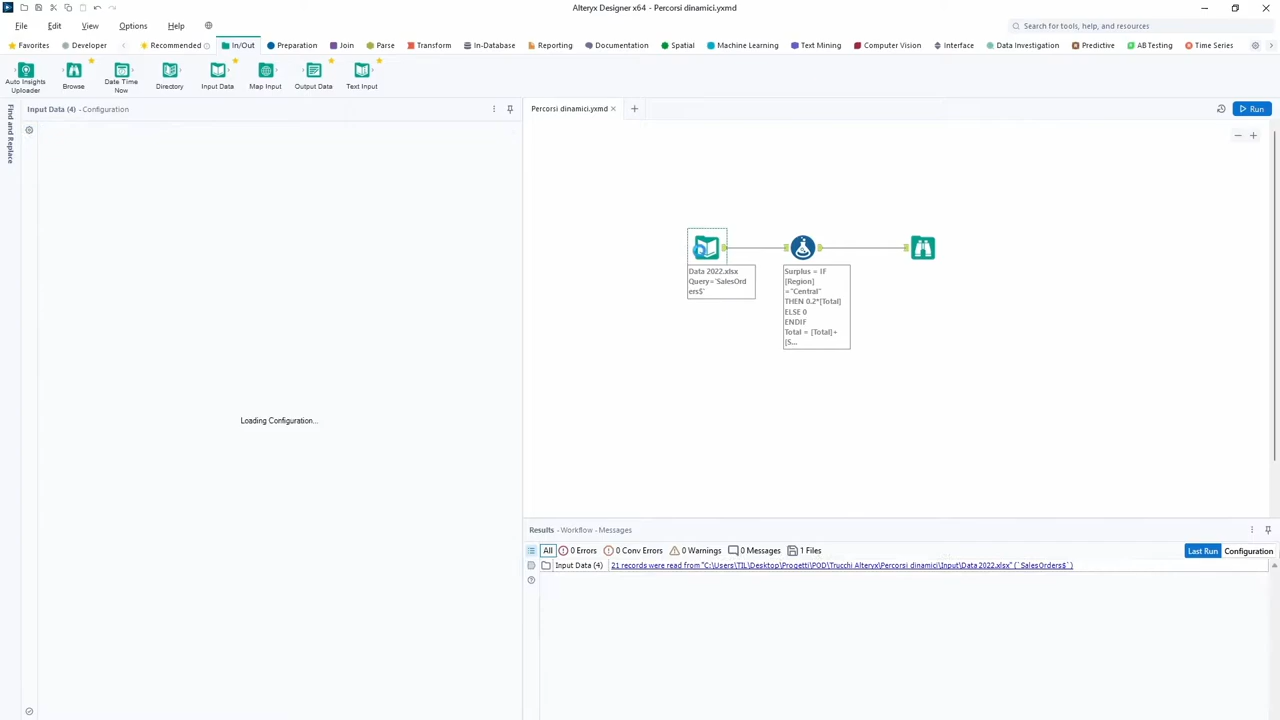 Alteryx Designer x64 - Percorsi dinamici.yxmd
File Edit View Options Help
Search for tools, help, and resources
Favorites Developer Recommended In/Out Preparation Join Parse Transform In-Database Reporting Documentation Spatial Machine Learning Text Mining Computer Vision Interface Data Investigation Predictive AB Testing Time Series
Auto Insights
Uploader
Browse
Date Time
Now
Directory
Input Data
Map Input
Output Data
Text Input
Find and Replace
Input Data (4) - Configuration
Loading Configuration...
Percorsi dinamici.yxmd
Run
Data 2022.xlsx
Query=`SalesOrd
ers$`
Surplus = IF
[Region]
="Central"
THEN 0.2*[Total]
ELSE 0
ENDIF
Total = [Total]+
[S...
Results - Workflow - Messages
All 0 Errors 0 Conv Errors 0 Warnings 0 Messages 1 Files Last Run Configuration
Input Data (4) 21 records were read from "C:\Users\TIL\Desktop\Progetti\POD\Trucchi Alteryx\Percorsi dinamici\Input\Data 2022.xlsx" (`SalesOrders$`)